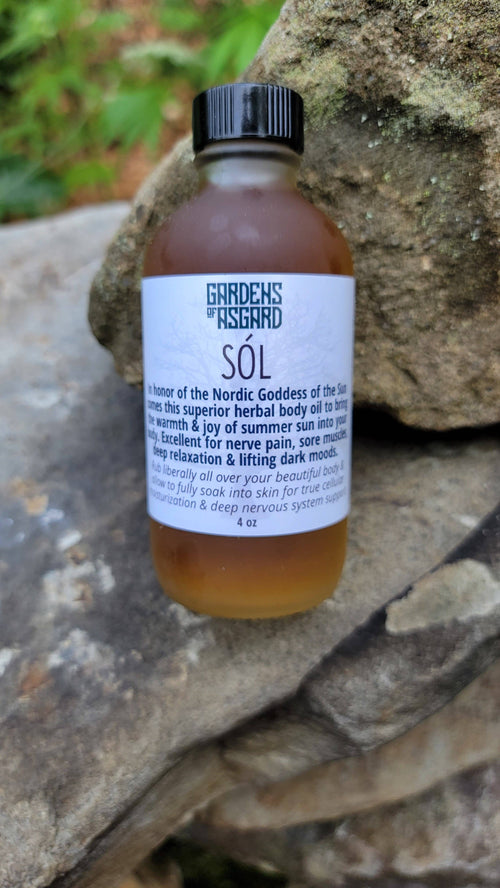 GARDENS
OF ASGARD
SÓL
In honor of the Nordic Goddess of the Sun
comes this superior herbal body oil to bring
the warmth & joy of summer sun into your
body. Excellent for nerve pain, sore muscles,
deep relaxation & lifting dark moods.
Rub liberally all over your beautiful body &
allow to fully soak into skin for true cellular
moisturization & deep nervous system support
4 oz